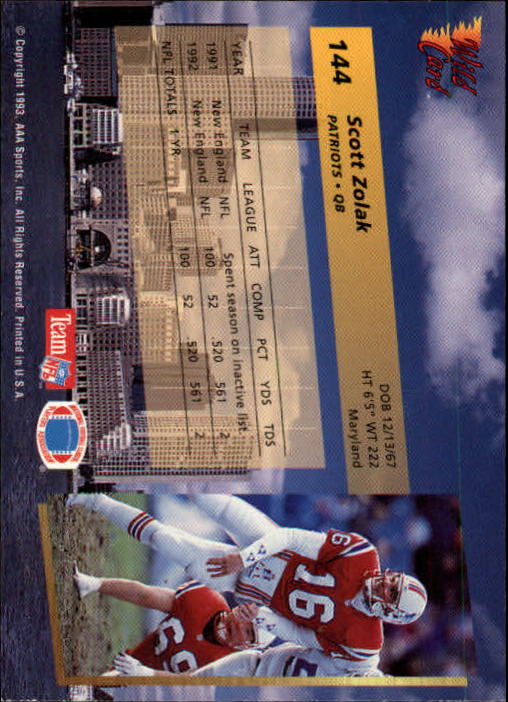 Wild
Card
144 Scott Zolak
PATRIOTS • QB
DOB 12/13/67
HT 6'5" WT 222
Maryland
YEAR TEAM LEAGUE ATT COMP PCT YDS TDS
1991 New England NFL Spent season on inactive list.
1992 New England NFL 100 52 .520 561 2
NFL TOTALS 1 YR. 100 52 .520 561 2
Team NFL
16
69
© Copyright 1993, AAA Sports, Inc. All Rights Reserved. Printed in U.S.A.